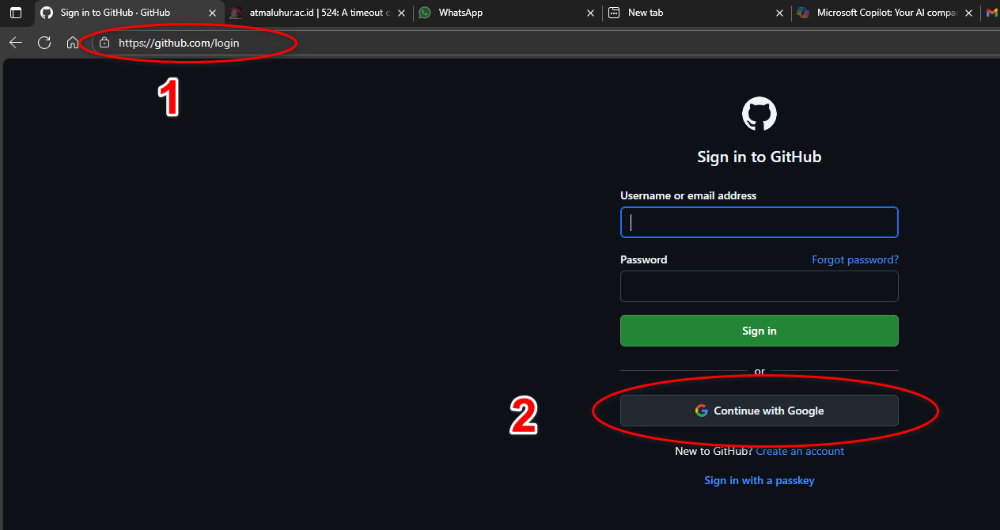 Sign in to GitHub · GitHub
atmaluhur.ac.id | 524: A timeout o
WhatsApp
New tab
Microsoft Copilot: Your AI compa
https://github.com/login
1
Sign in to GitHub
Username or email address
Password
Forgot password?
Sign in
or
2
Continue with Google
New to GitHub? Create an account
Sign in with a passkey